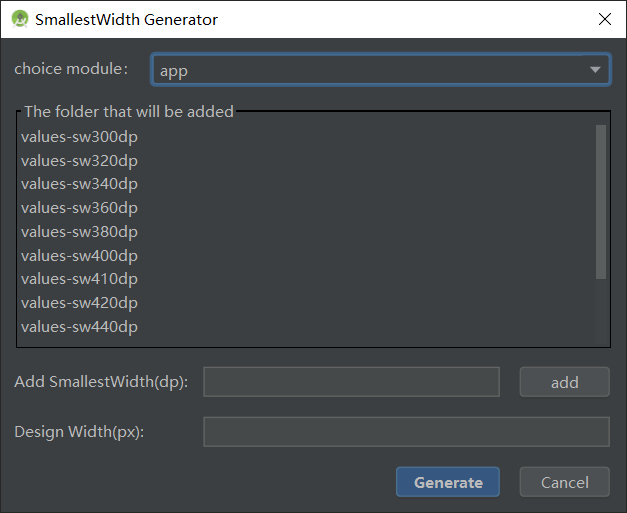 SmallestWidth Generator
choice module：
app
The folder that will be added
values-sw300dp
values-sw320dp
values-sw340dp
values-sw360dp
values-sw380dp
values-sw400dp
values-sw410dp
values-sw420dp
values-sw440dp
Add SmallestWidth(dp):
add
Design Width(px):
Generate
Cancel